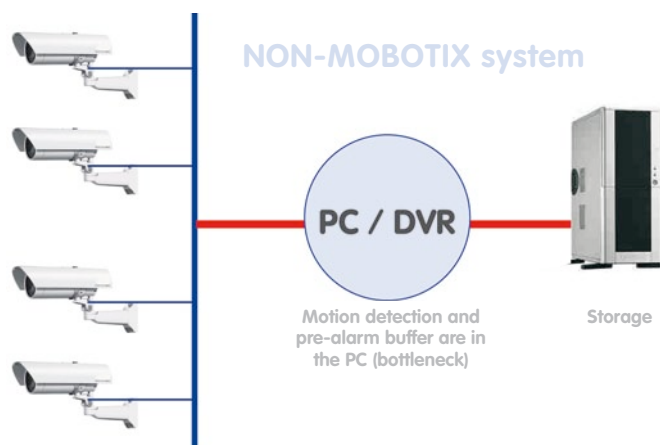 NON-MOBOTIX system
PC / DVR
Motion detection and
pre-alarm buffer are in
the PC (bottleneck)
Storage